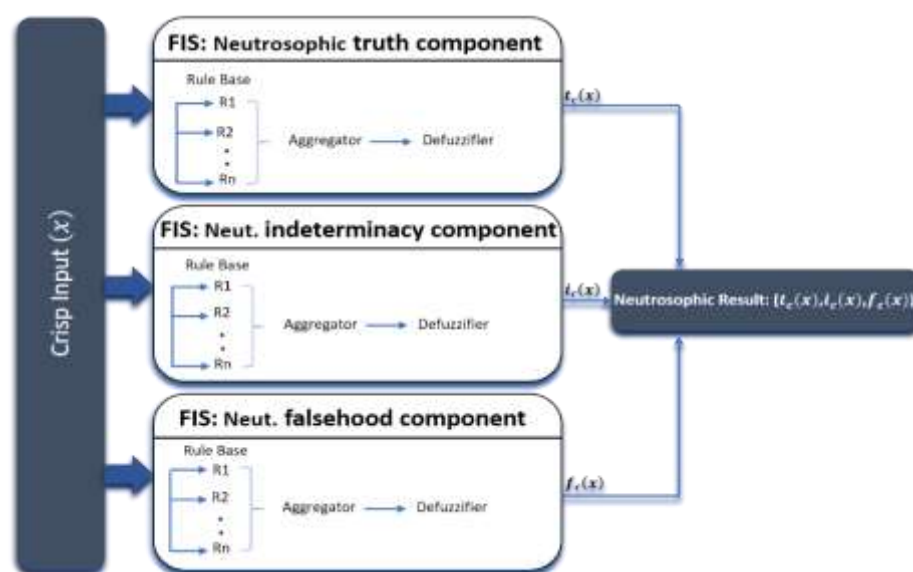 Crisp Input (x)
FIS: Neutrosophic truth component
Rule Base
R1
R2
Rn
Aggregator
Defuzzifier
t_c(x)
FIS: Neut. indeterminacy component
Rule Base
R1
R2
Rn
Aggregator
Defuzzifier
i_c(x)
FIS: Neut. falsehood component
Rule Base
R1
R2
Rn
Aggregator
Defuzzifier
f_c(x)
Neutrosophic Result: [t_c(x),i_c(x),f_c(x)]